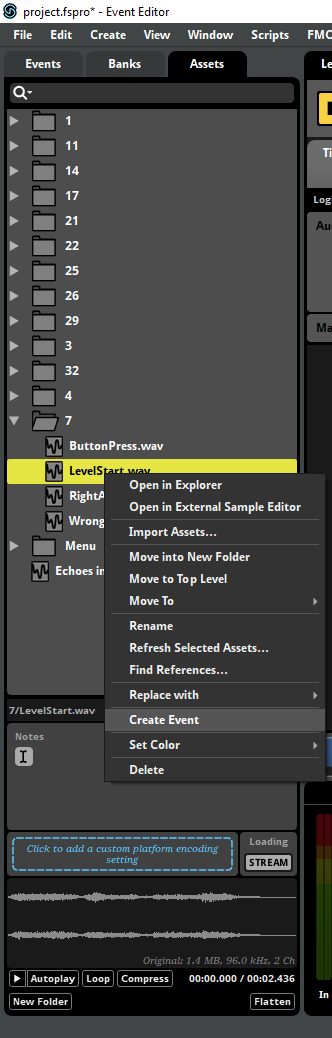 project.fspro* - Event Editor
File Edit Create View Window Scripts FMO
Events Banks Assets Le
1
11
14
17
Ti
21
Log
22
Au
25
26
29
Ma
3
32
4
7
ButtonPress.wav
LevelStart.wav
RightA
Wrong
Menu
Echoes in
Open in Explorer
Open in External Sample Editor
Import Assets...
Move into New Folder
Move to Top Level
Move To
Rename
Refresh Selected Assets...
Find References...
Replace with
Create Event
Set Color
Delete
7/LevelStart.wav
Notes
Click to add a custom platform encoding
setting
Loading
STREAM
Original: 1.4 MB, 96.0 kHz, 2 Ch
Autoplay Loop Compress 00:00.000 / 00:02.436
New Folder Flatten
In